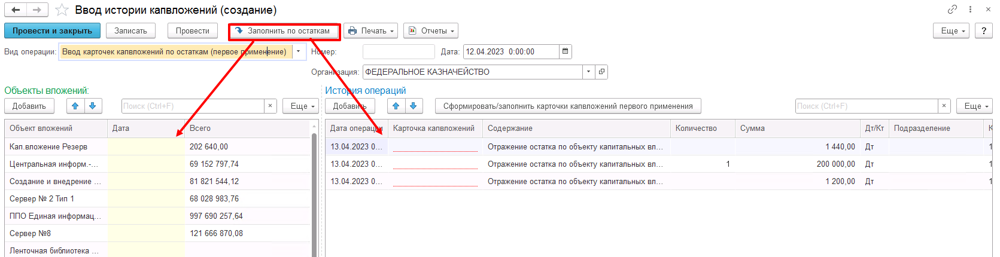 Ввод истории капвложений (создание)
Провести и закрыть Записать Провести Заполнить по остаткам Печать Отчеты Еще ?
Вид операции: Ввод карточек капвложений по остаткам (первое применение) Номер: Дата: 12.04.2023 0:00:00
Организация: ФЕДЕРАЛЬНОЕ КАЗНАЧЕЙСТВО
Объекты вложений: История операций
Добавить Поиск (Ctrl+F) × Еще Добавить Сформировать/заполнить карточки капвложений первого применения Поиск (Ctrl+F) × Еще
Объект вложений Дата Всего Дата операции Карточка капвложений Содержание Количество Сумма Дт/Кт Подразделение К
Кап.вложение Резерв 202 640,00 13.04.2023 0... Отражение остатка по объекту капитальных вл... 1 440,00 Дт 1
Центральная информ.-... 69 152 797,74 13.04.2023 0... Отражение остатка по объекту капитальных вл... 1 200 000,00 Дт 1
Создание и внедрение ... 81 821 544,12 13.04.2023 0... Отражение остатка по объекту капитальных вл... 1 200,00 Дт 1
Сервер № 2 Тип 1 68 028 983,76
ППО Единая информац... 997 690 257,64
Сервер №8 121 666 870,08
Ленточная библиотека ...